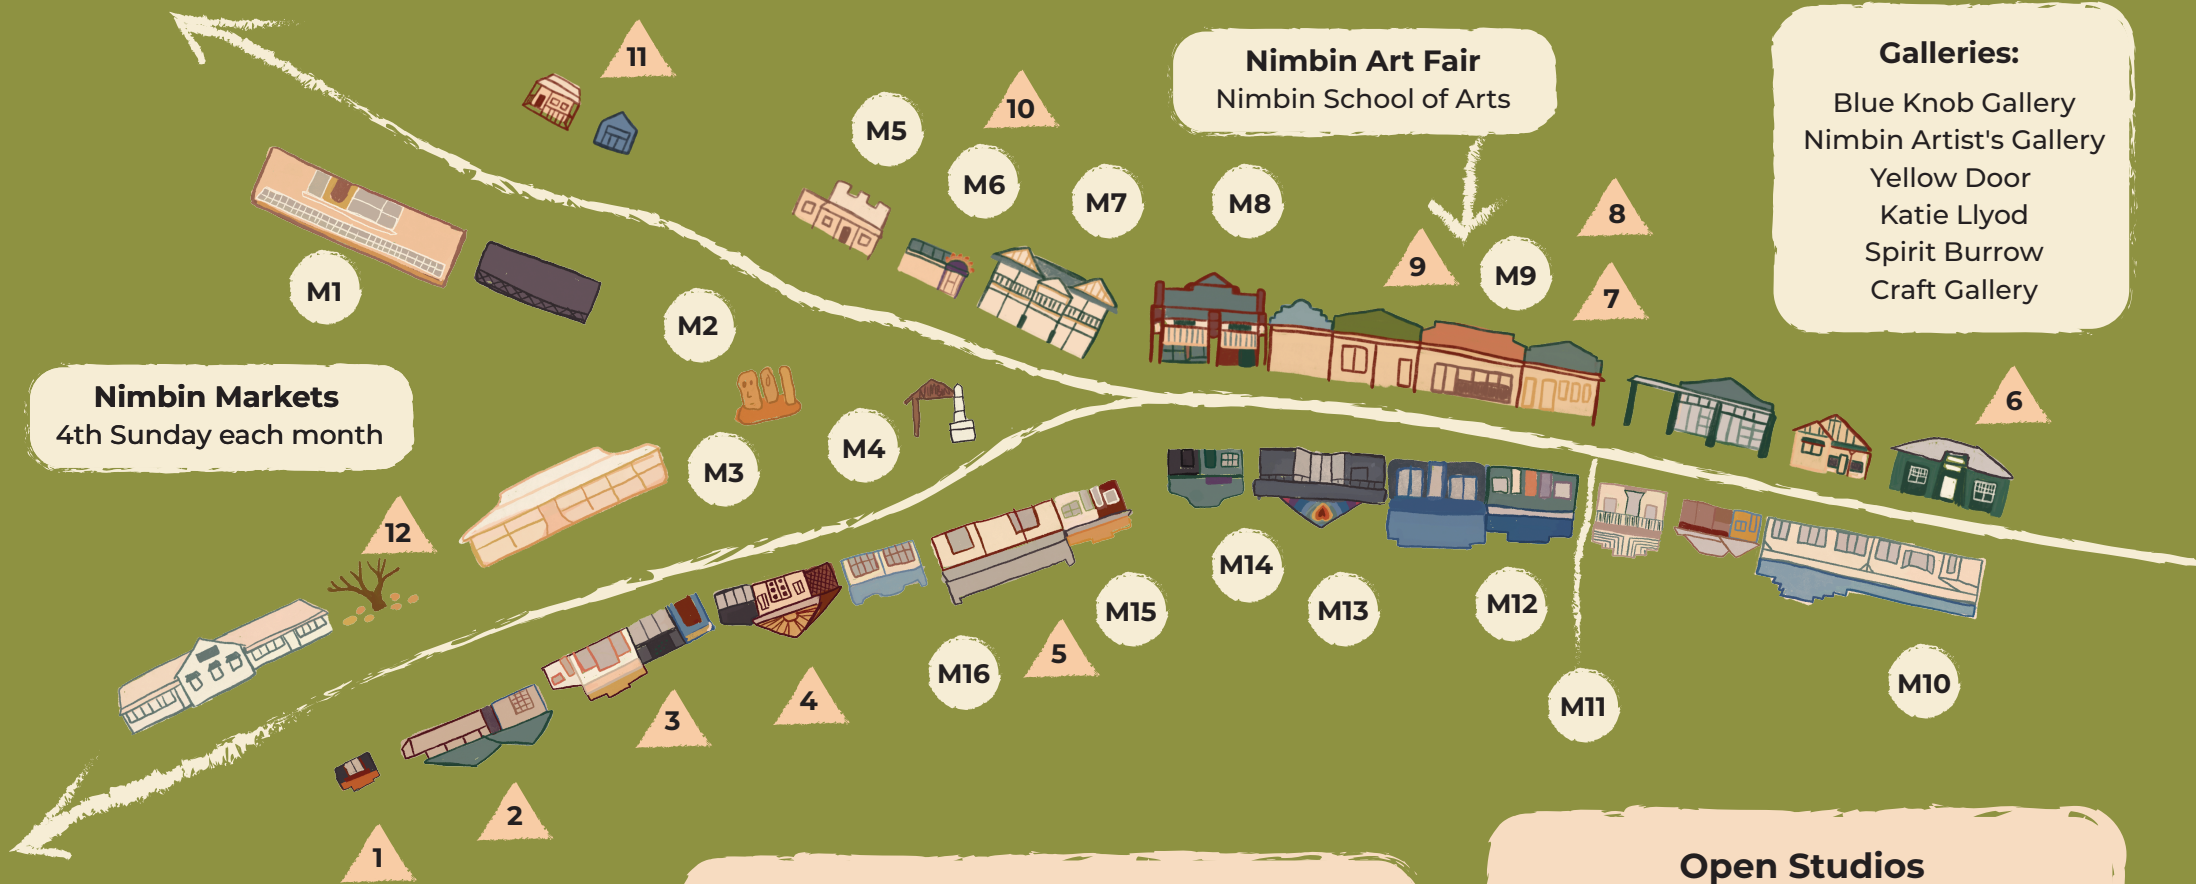 11
10
M5
M6
M7
M8
Nimbin Art Fair
Nimbin School of Arts
9
M9
8
7
Galleries:
Blue Knob Gallery
Nimbin Artist's Gallery
Yellow Door
Katie Llyod
Spirit Burrow
Craft Gallery
M1
M2
Nimbin Markets
4th Sunday each month
M3
M4
6
12
M14
M13
M12
M15
M16
5
M11
M10
4
3
2
1
Open Studios